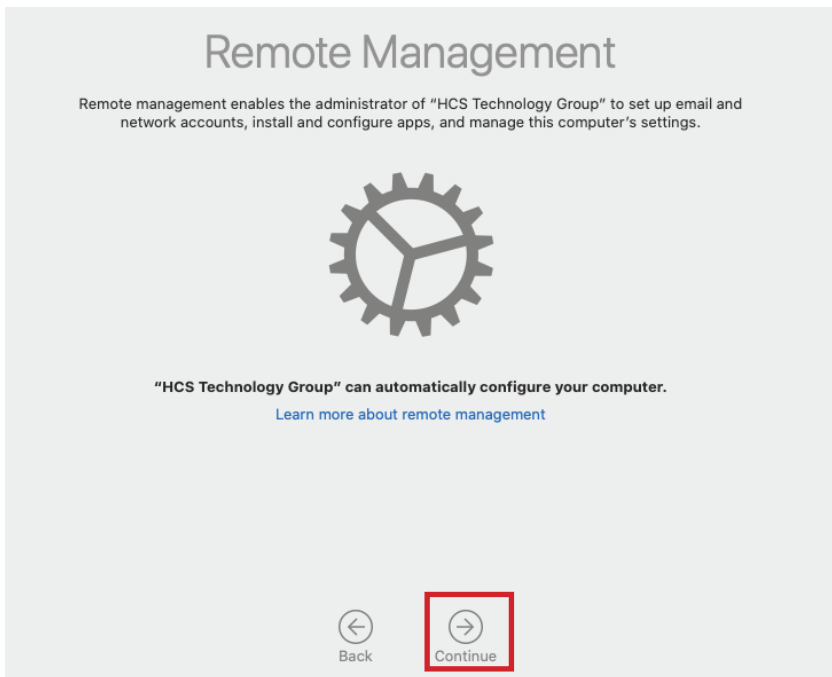 Remote Management
Remote management enables the administrator of “HCS Technology Group” to set up email and
network accounts, install and configure apps, and manage this computer’s settings.
“HCS Technology Group” can automatically configure your computer.
Learn more about remote management
Back
Continue